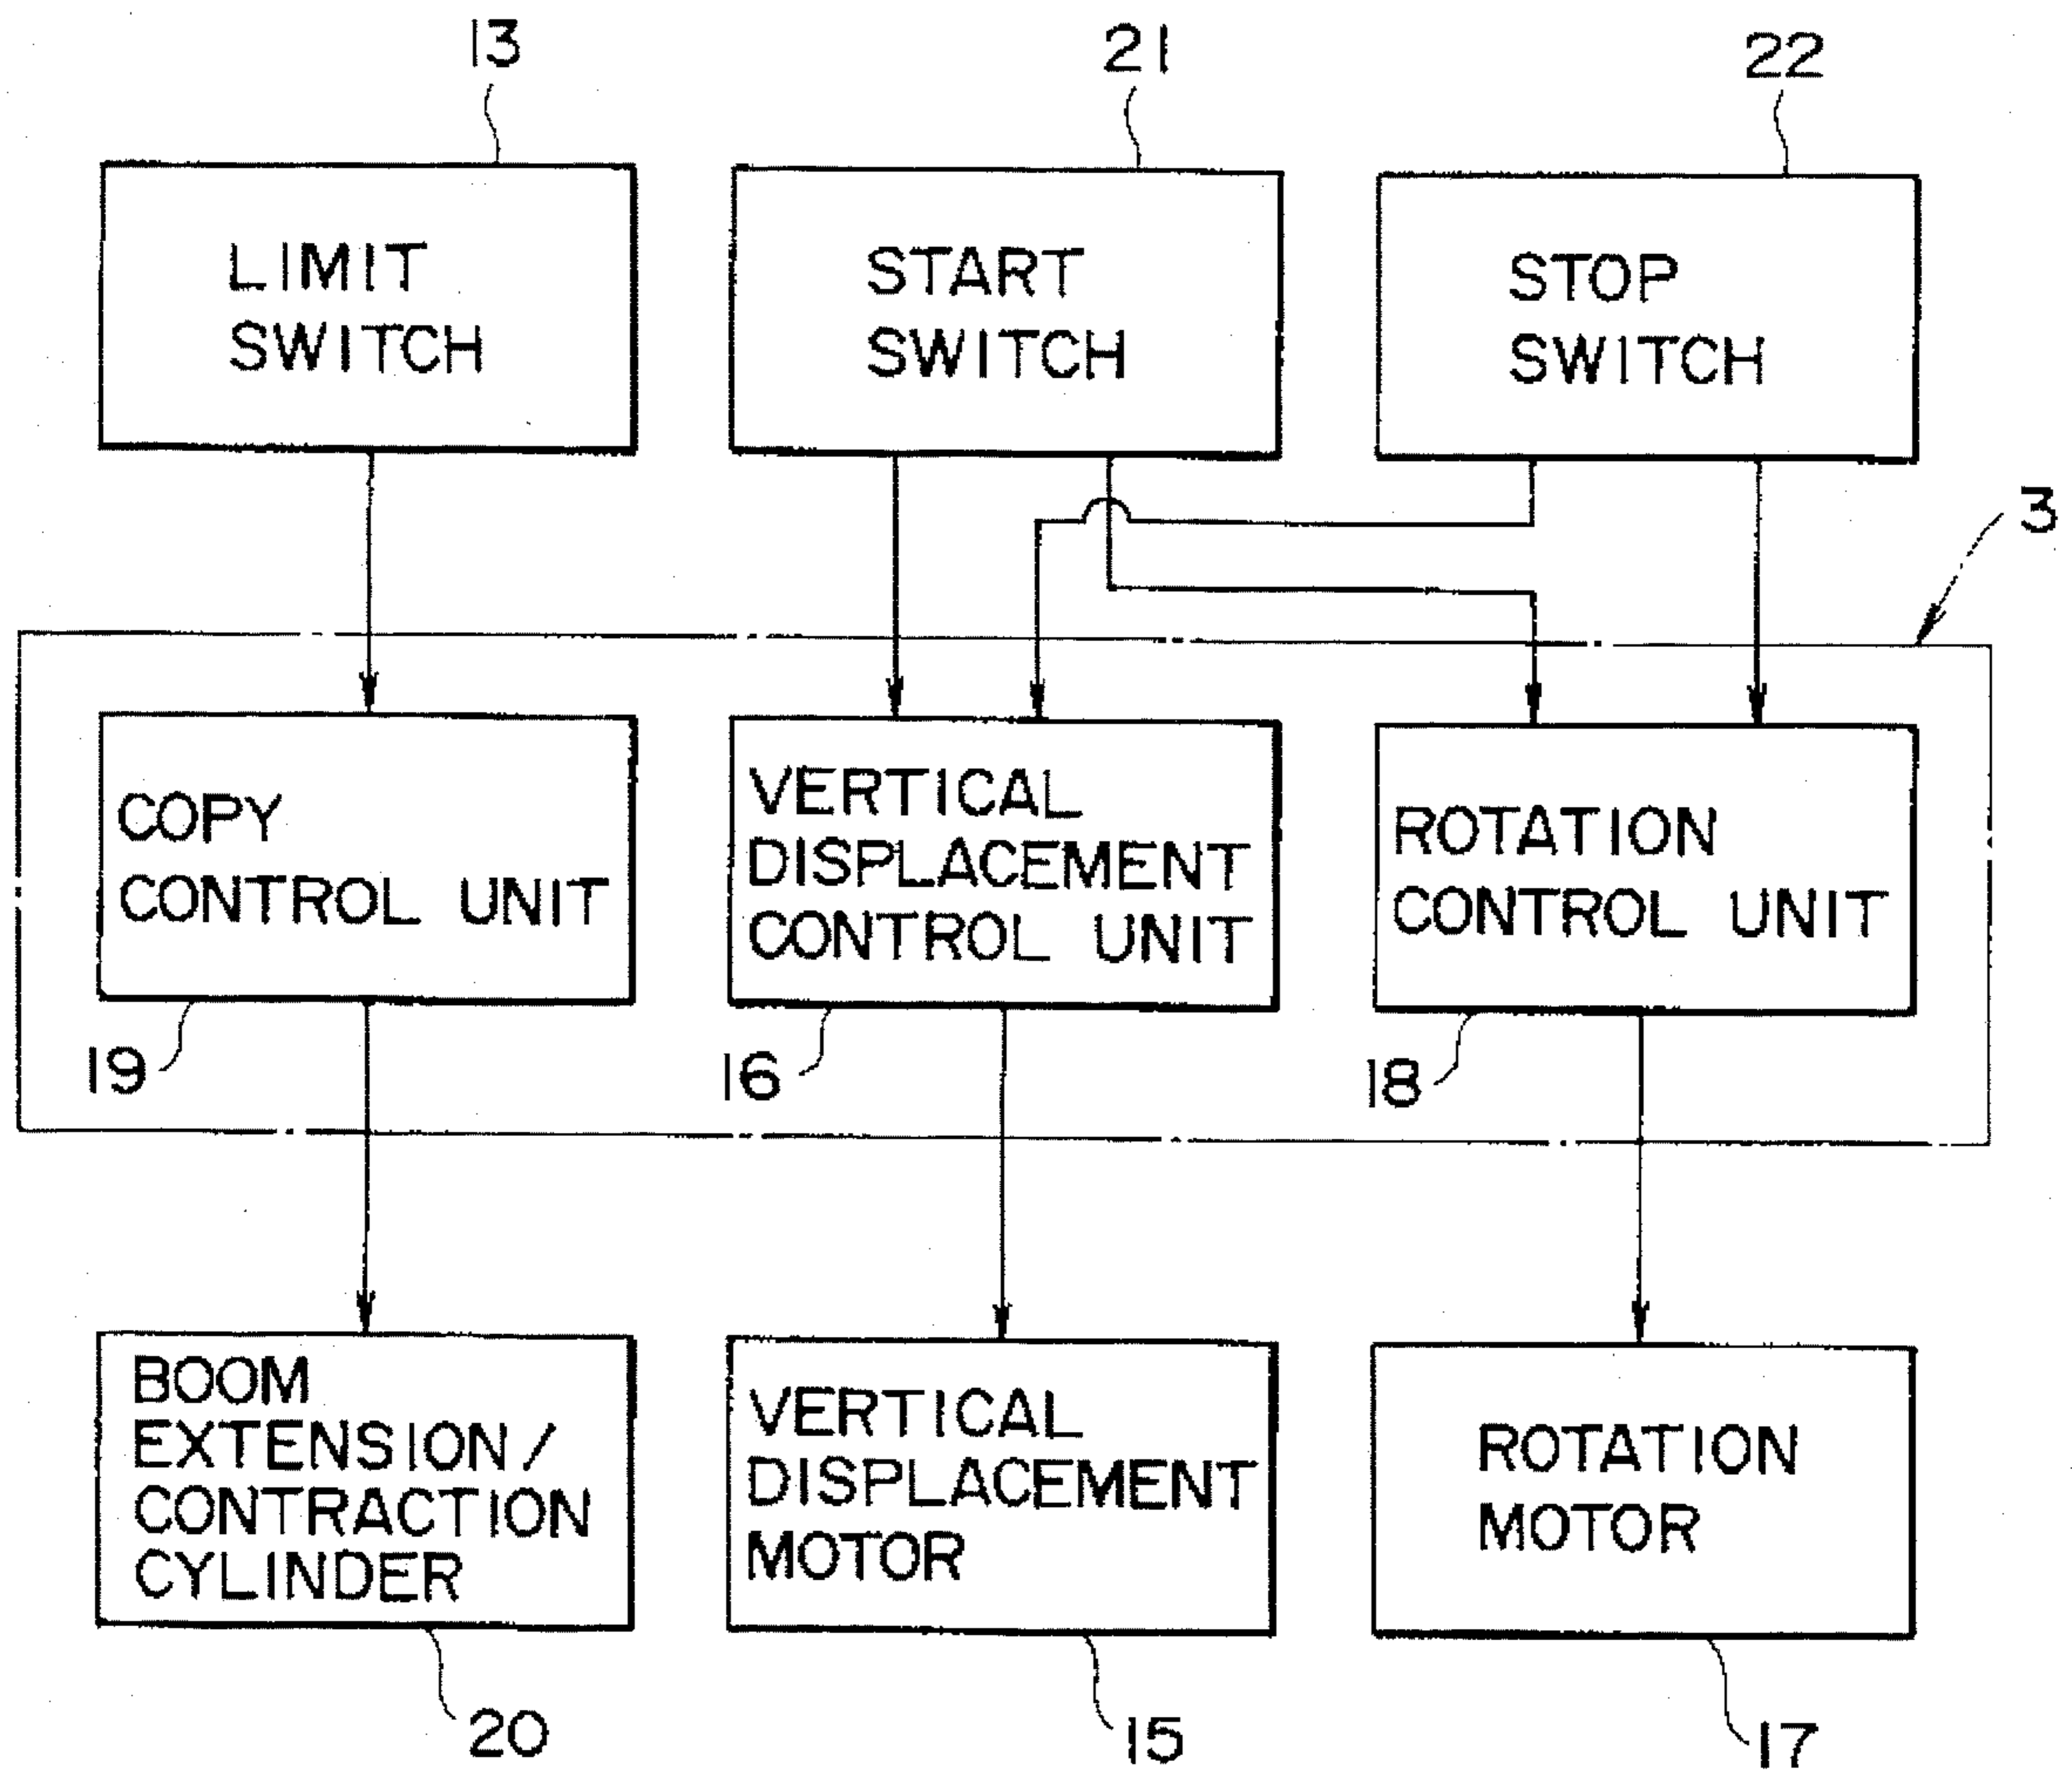 13
21
22
LIMIT
SWITCH
START
SWITCH
STOP
SWITCH
3
COPY
CONTROL UNIT
VERTICAL
DISPLACEMENT
CONTROL UNIT
ROTATION
CONTROL UNIT
19
16
18
BOOM
EXTENSION/
CONTRACTION
CYLINDER
VERTICAL
DISPLACEMENT
MOTOR
ROTATION
MOTOR
20
15
17